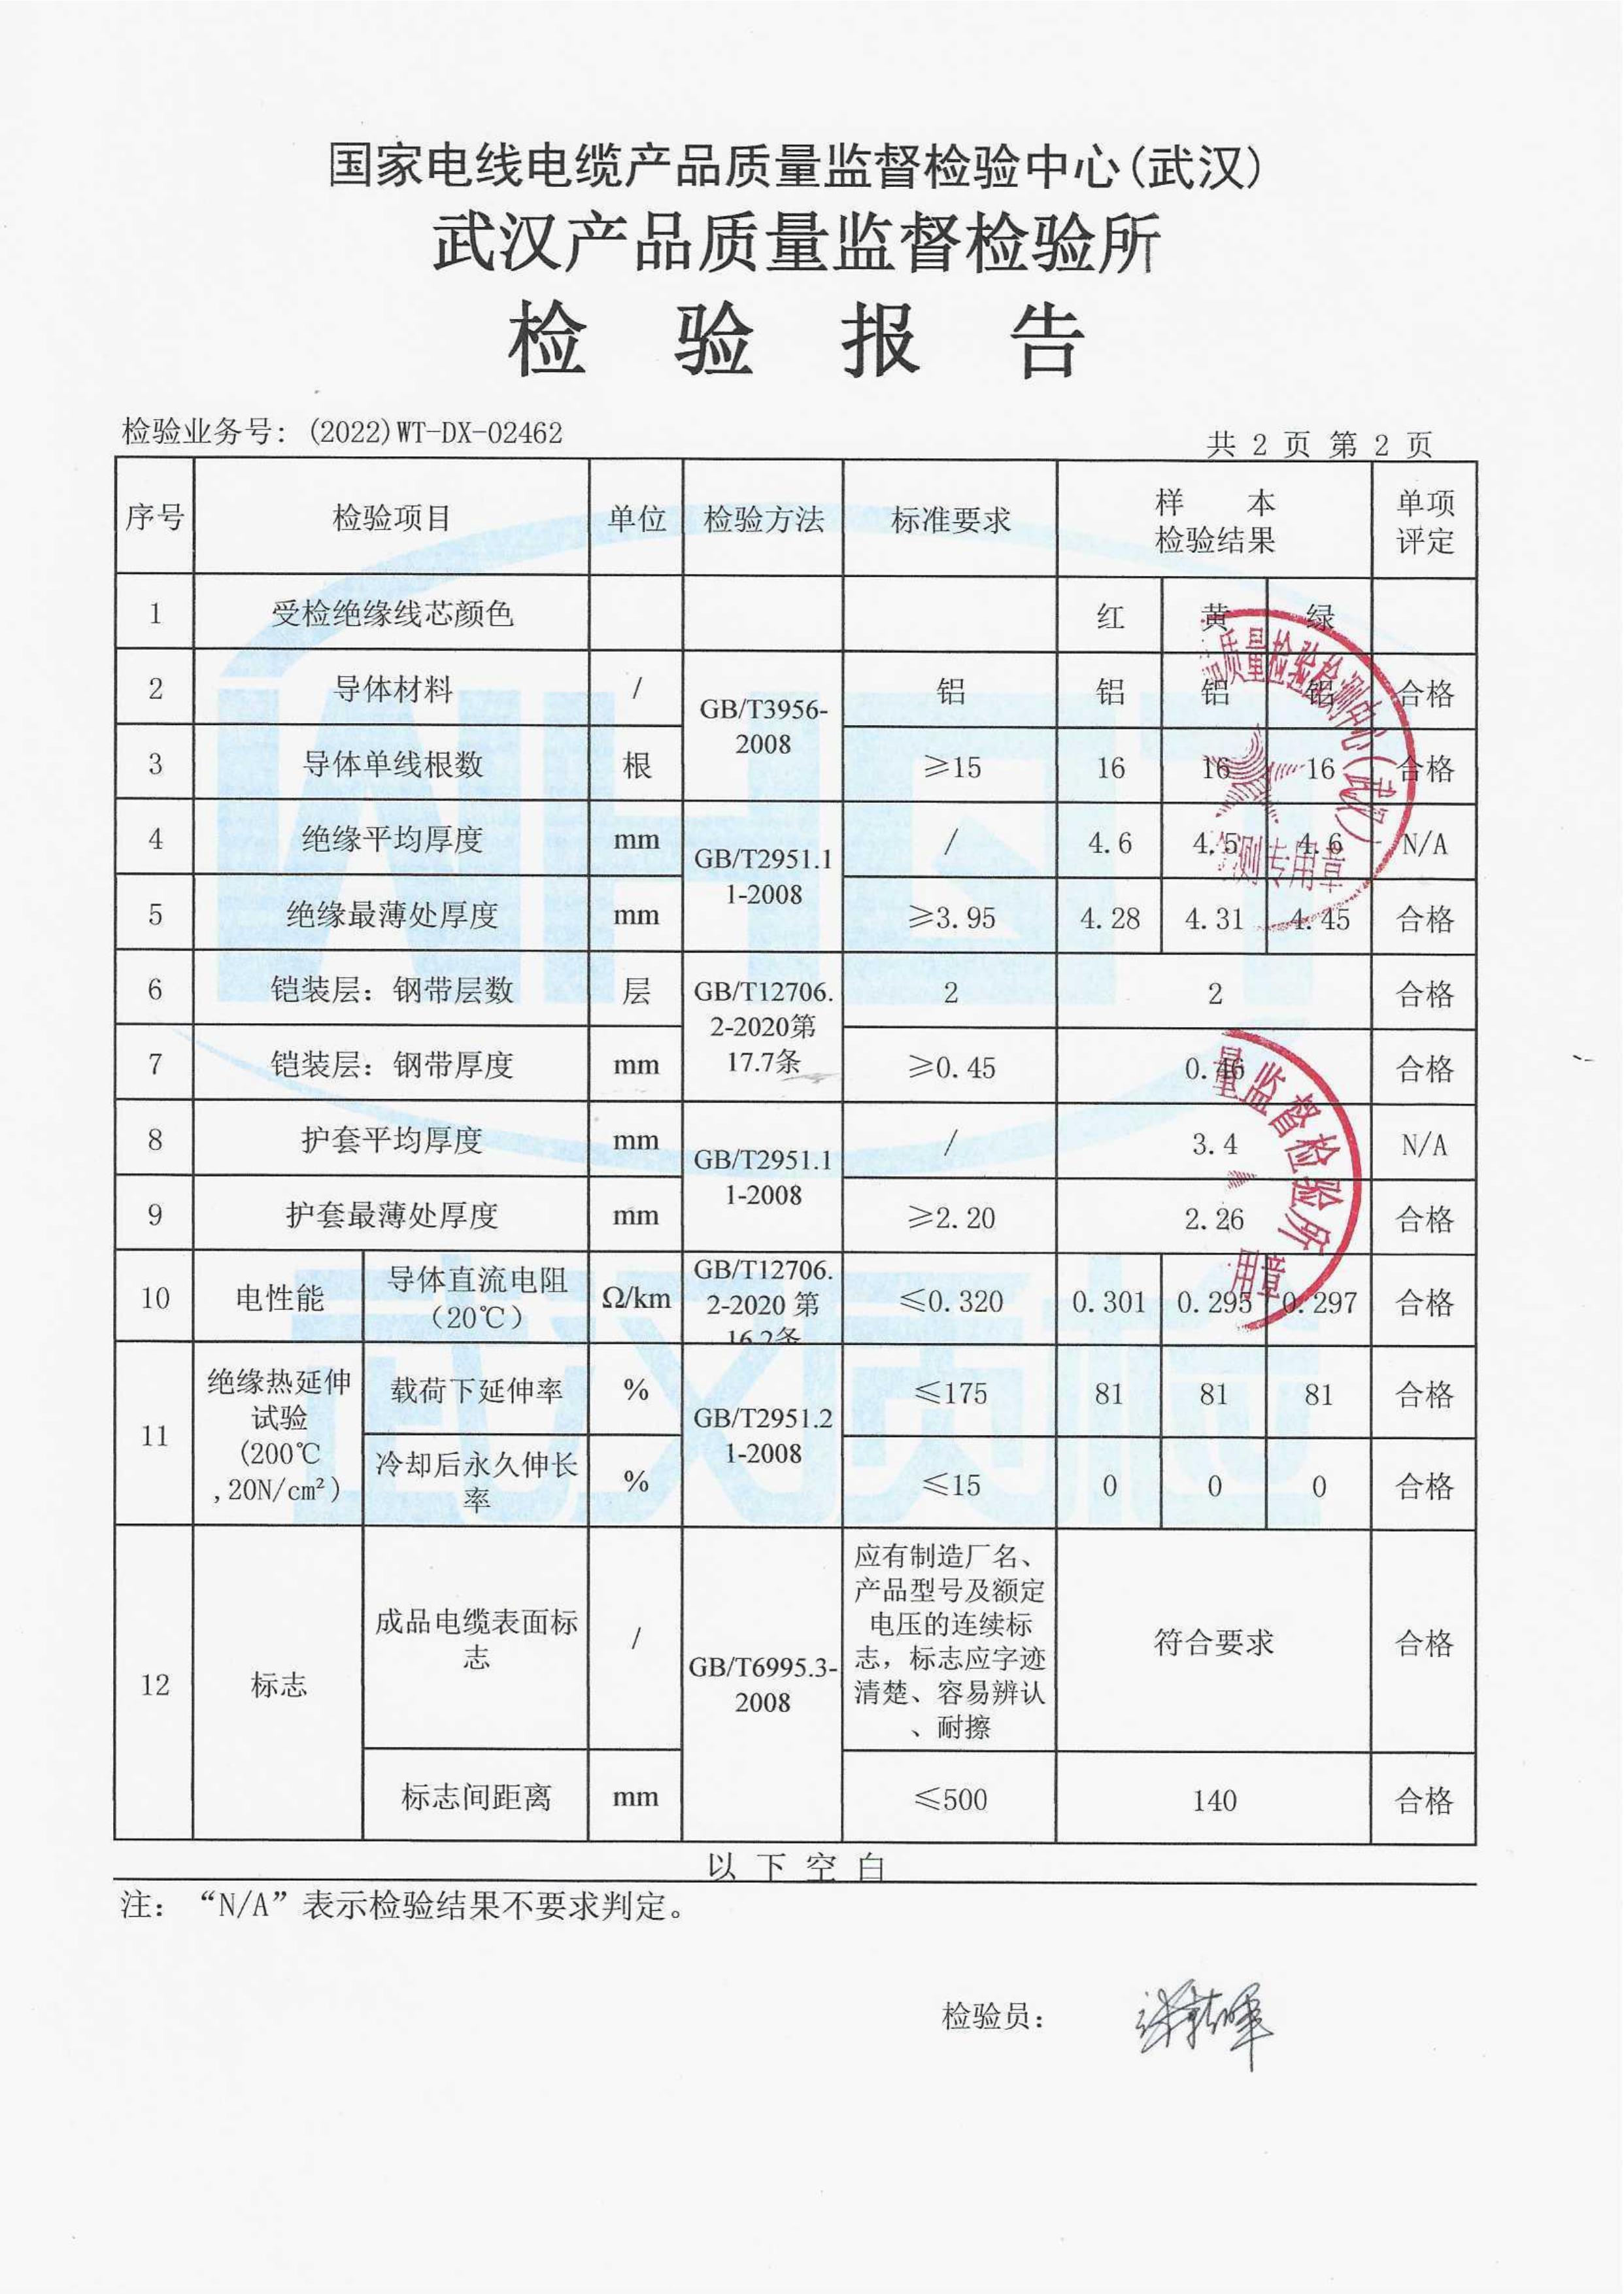 国家电线电缆产品质量监督检验中心(武汉)
武汉产品质量监督检验所
检 验 报 告
检验业务号: (2022)WT-DX-02462
共 2 页 第 2 页
序号 检验项目 单位 检验方法 标准要求 样 本 检验结果 单项 评定
1 受检绝缘线芯颜色 红 黄 绿
2 导体材料 / GB/T3956-2008 铝 铝 铝 铝 合格
3 导体单线根数 根 ≥15 16 16 16 合格
4 绝缘平均厚度 mm GB/T2951.11-2008 / 4.6 4.5 4.6 N/A
5 绝缘最薄处厚度 mm ≥3.95 4.28 4.31 4.45 合格
6 铠装层: 钢带层数 层 GB/T12706.2-2020第17.7条 2 2 合格
7 铠装层: 钢带厚度 mm ≥0.45 0.46 合格
8 护套平均厚度 mm GB/T2951.11-2008 / 3.4 N/A
9 护套最薄处厚度 mm ≥2.20 2.26 合格
10 电性能 导体直流电阻(20℃) Ω/km GB/T12706.2-2020 第16.2条 ≤0.320 0.301 0.295 0.297 合格
11 绝缘热延伸试验(200℃,20N/cm²) 载荷下延伸率 % GB/T2951.21-2008 ≤175 81 81 81 合格
冷却后永久伸长率 % ≤15 0 0 0 合格
12 标志 成品电缆表面标志 / GB/T6995.3-2008 应有制造厂名、产品型号及额定电压的连续标志，标志应字迹清楚、容易辨认、耐擦 符合要求 合格
标志间距离 mm ≤500 140 合格
以 下 空 白
注: “N/A”表示检验结果不要求判定。
检验员:
质量检验检测中心(武汉)
测专用章
量监督检验所
用章
武汉质检